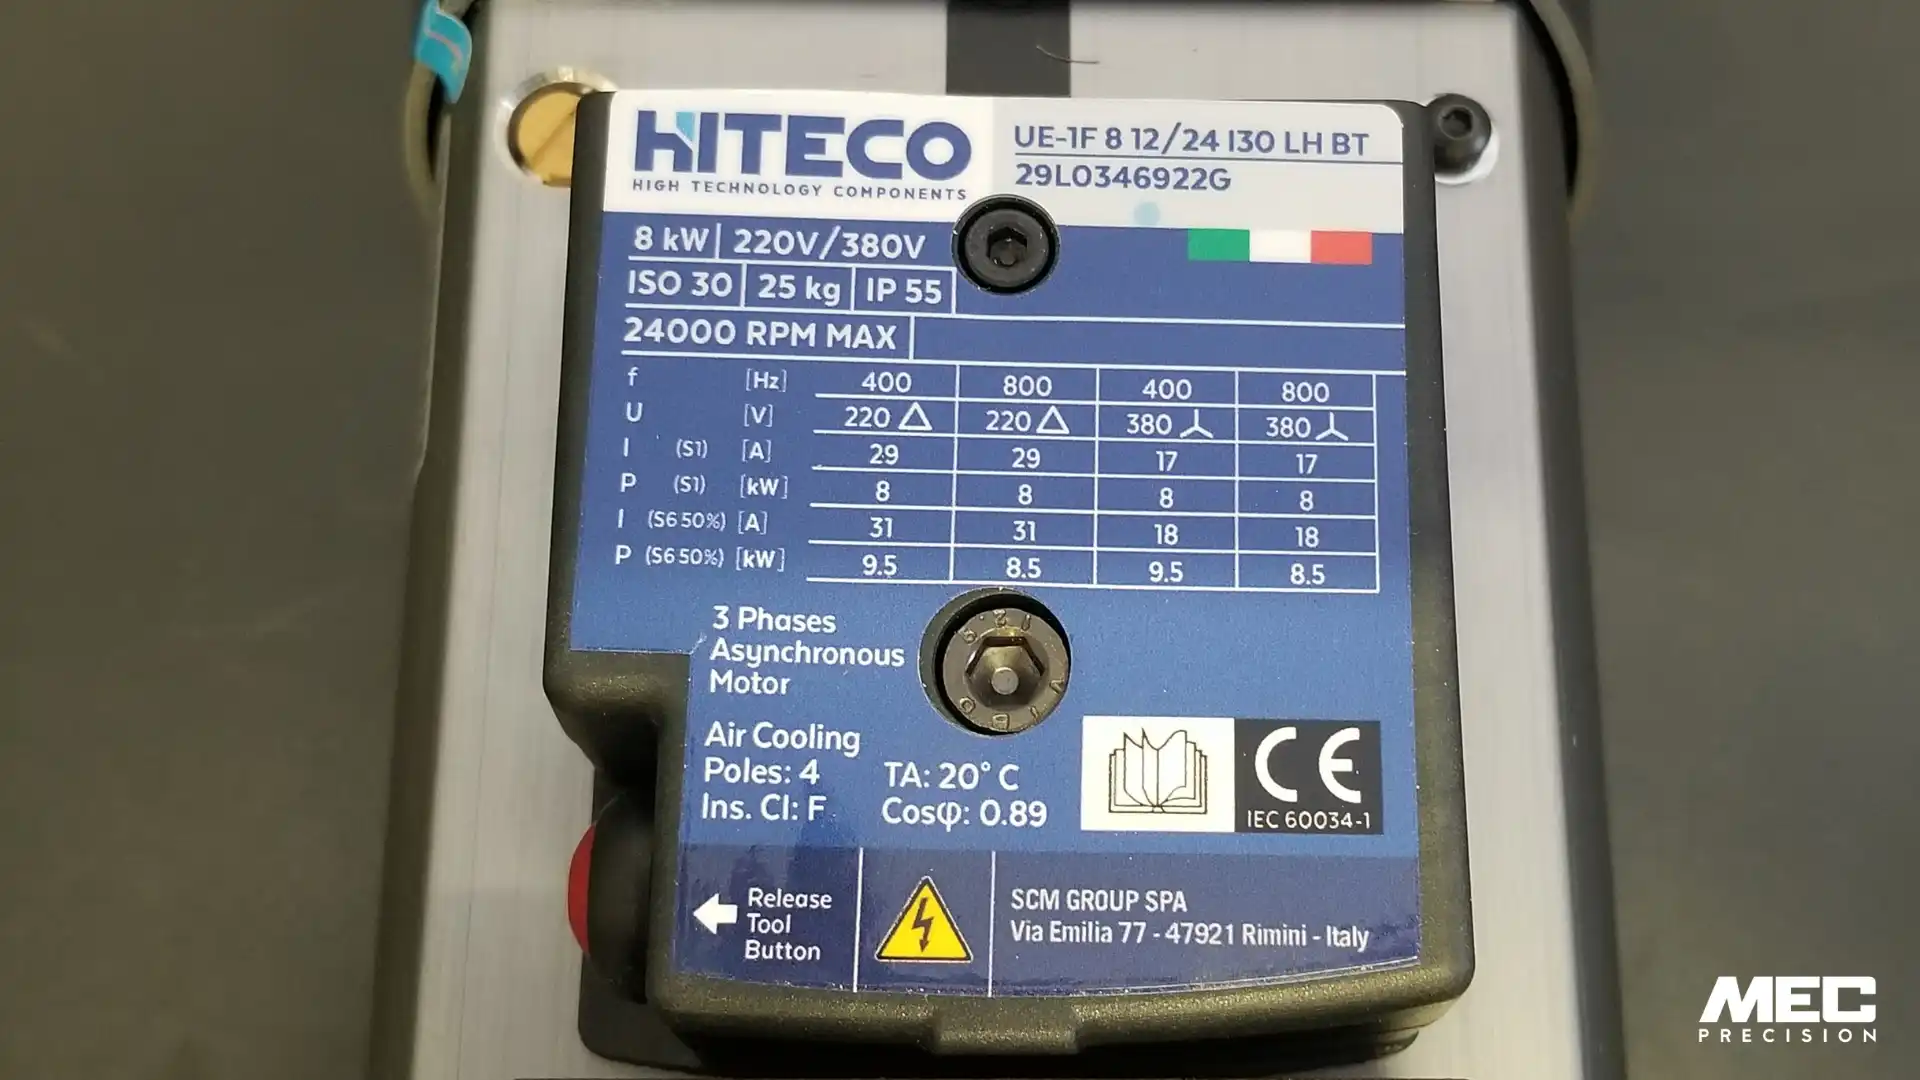 HITECO
HIGH TECHNOLOGY COMPONENTS
UE-1F 8 12/24 I30 LH BT
29L0346922G
8 kW 220V/380V
ISO 30 25 kg IP 55
24000 RPM MAX
f [Hz] 400 800 400 800
U [V] 220 △ 220 △ 380 380
I (S1) [A] 29 29 17 17
P (S1) [kW] 8 8 8 8
I (S6 50%) [A] 31 31 18 18
P (S6 50%) [kW] 9.5 8.5 9.5 8.5
3 Phases
Asynchronous
Motor
Air Cooling
Poles: 4 TA: 20° C
Ins. Cl: F Cosφ: 0.89
CE
IEC 60034-1
Release
Tool
Button
SCM GROUP SPA
Via Emilia 77 - 47921 Rimini - Italy
MEC
PRECISION